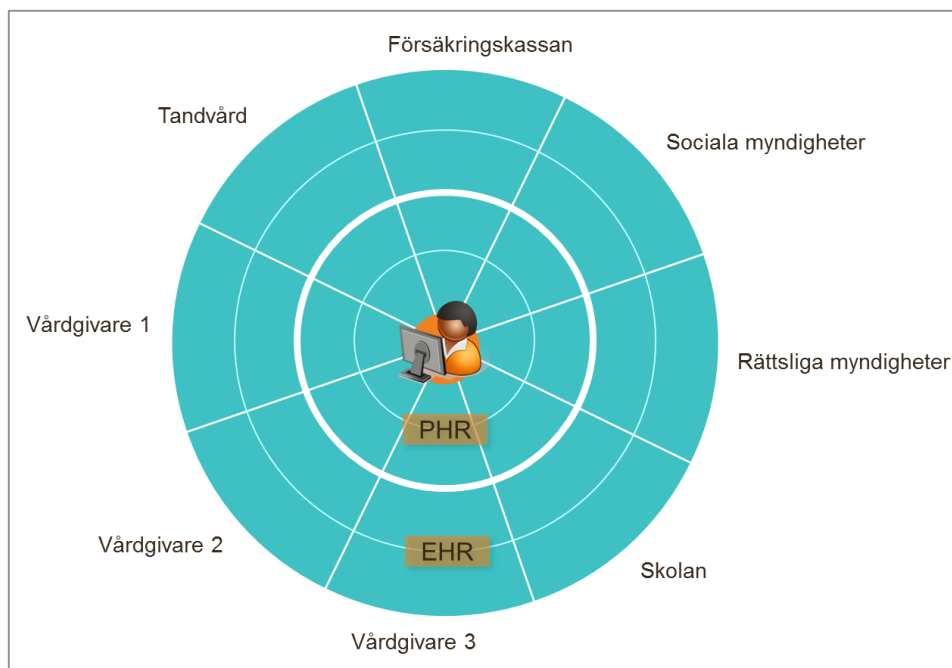 Försäkringskassan
Tandvård
Sociala myndigheter
Vårdgivare 1
Rättsliga myndigheter
PHR
Vårdgivare 2
EHR
Skolan
Vårdgivare 3